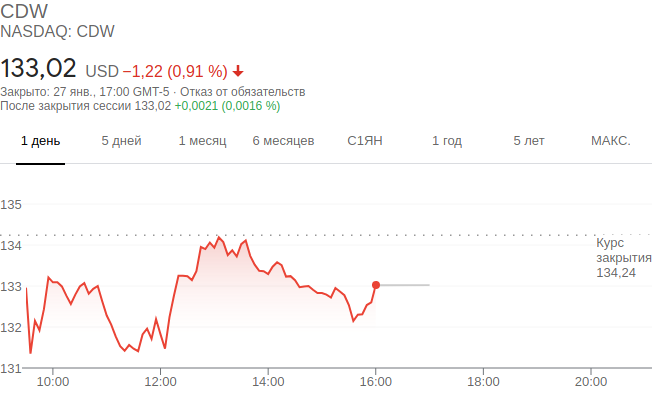 CDW
NASDAQ: CDW
133,02 USD −1,22 (0,91 %)
Закрыто: 27 янв., 17:00 GMT-5 · Отказ от обязательств
После закрытия сессии 133,02 +0,0021 (0,0016 %)
1 день 5 дней 1 месяц 6 месяцев С1ЯН 1 год 5 лет МАКС.
135
134
133
132
131
Курс
закрытия
134,24
10:00 12:00 14:00 16:00 18:00 20:00